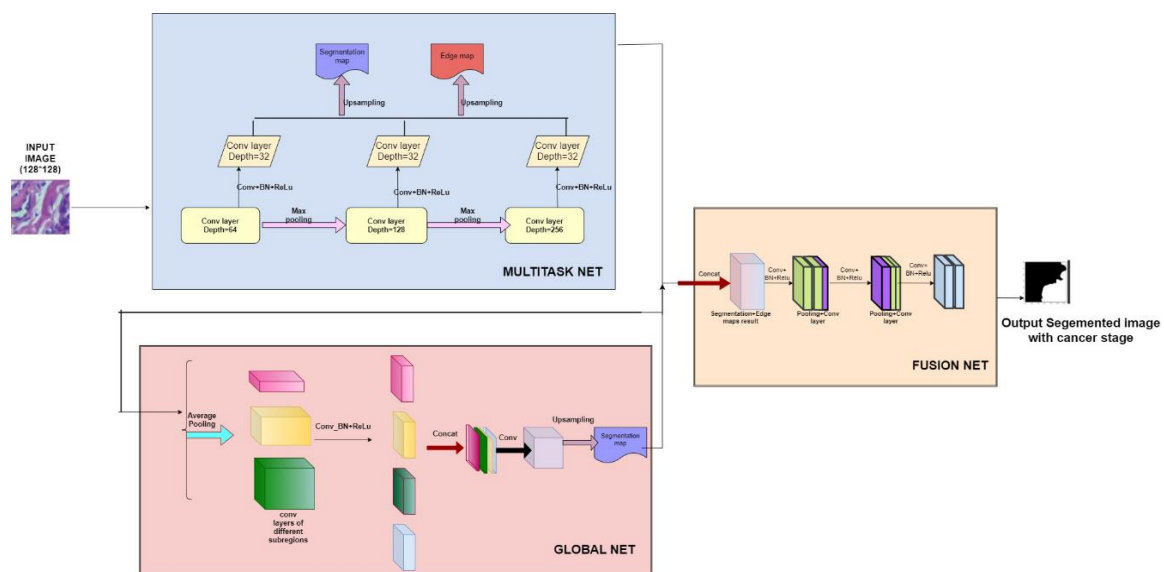 INPUT
IMAGE
(128*128)
Segmentation
map
Edge map
Upsampling
Upsampling
Conv layer
Depth=32
Conv layer
Depth=32
Conv layer
Depth=32
Conv+BN+ReLu
Conv+BN+ReLu
Conv+BN+ReLu
Conv layer
Depth=64
Max
pooling
Conv layer
Depth=128
Max
pooling
Conv layer
Depth=256
MULTITASK NET
Average
Pooling
Conv_BN+ReLu
conv
layers of
different
subregions
Concat
Conv
Upsampling
Segmentation
map
GLOBAL NET
Concat
Segmentation+Edge
maps result
Conv+
BN+Relu
Pooling+Conv
layer
Conv+
BN+Relu
Pooling+Conv
layer
Conv+
BN+Relu
FUSION NET
Output Segemented image
with cancer stage